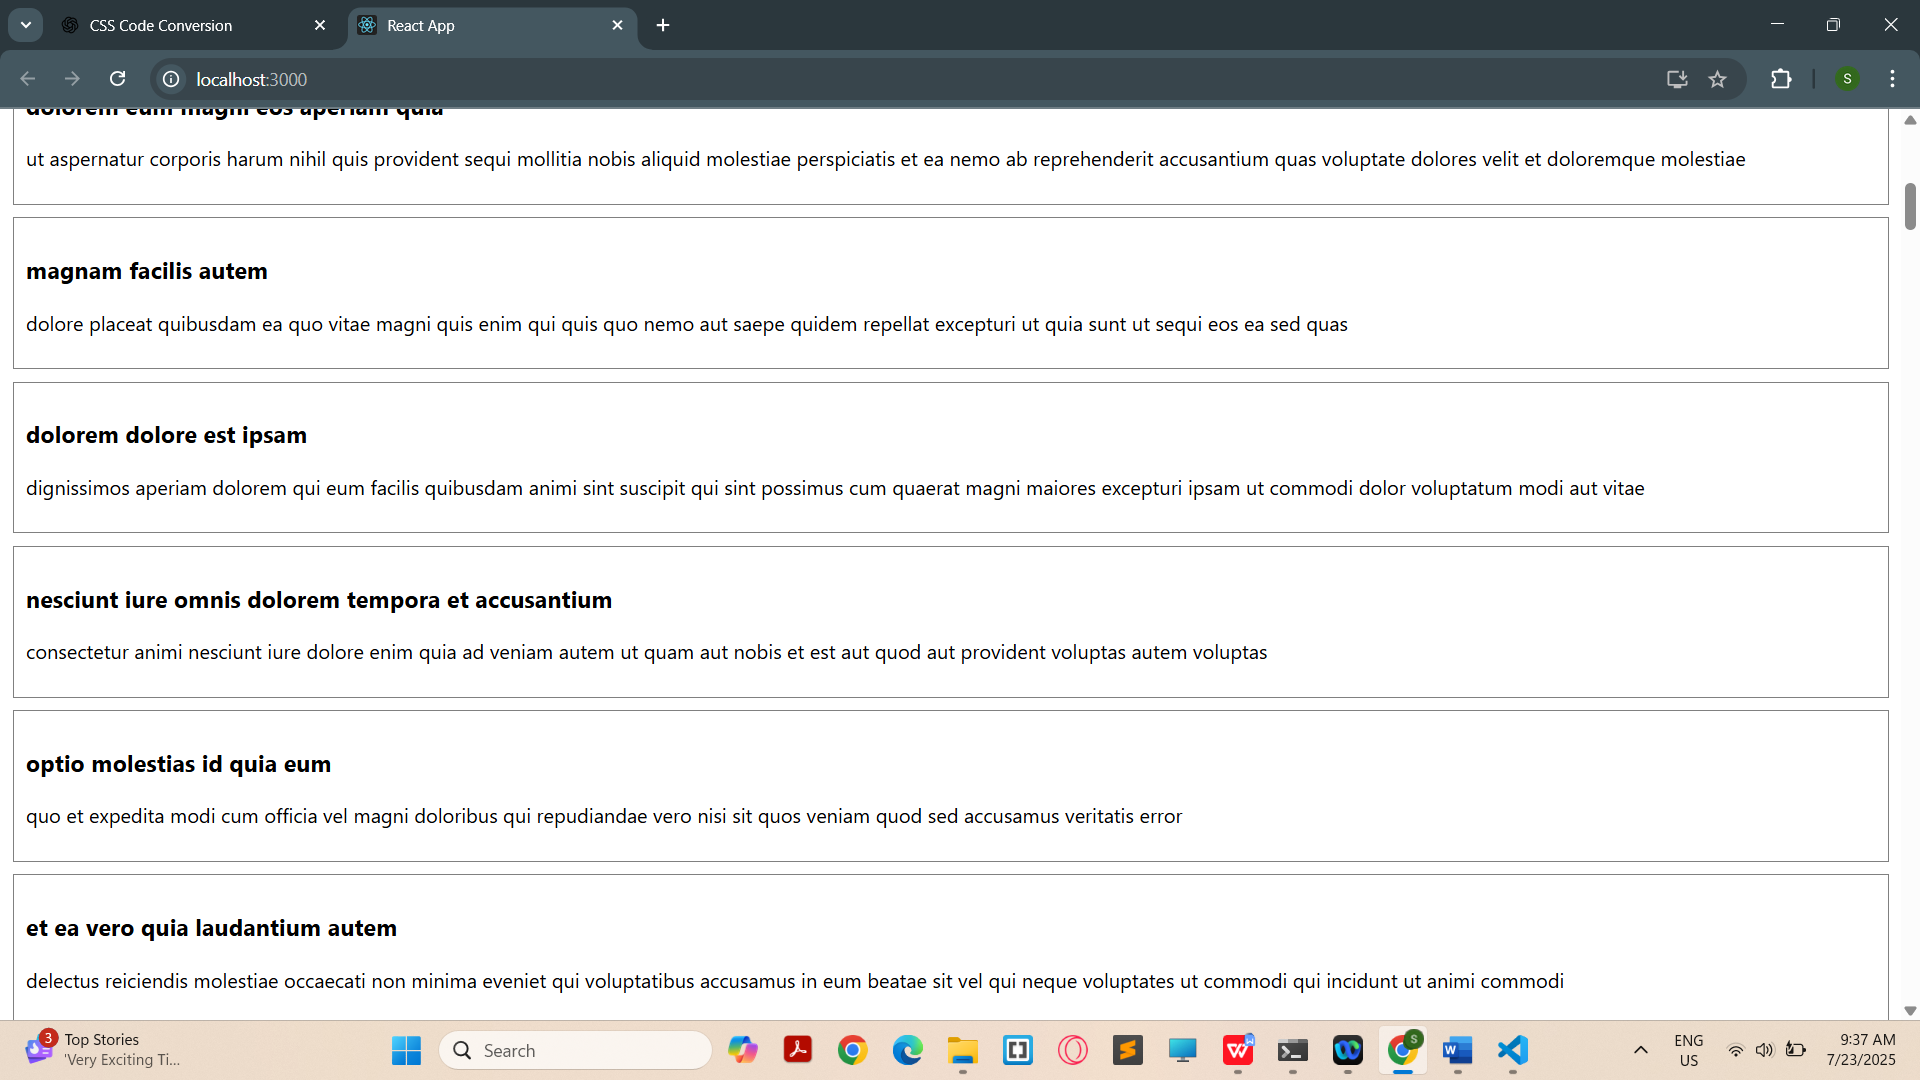 CSS Code Conversion
React App
localhost:3000
S
dolorem eum magni eos aperiam quia
ut aspernatur corporis harum nihil quis provident sequi mollitia nobis aliquid molestiae perspiciatis et ea nemo ab reprehenderit accusantium quas voluptate dolores velit et doloremque molestiae
magnam facilis autem
dolore placeat quibusdam ea quo vitae magni quis enim qui quis quo nemo aut saepe quidem repellat excepturi ut quia sunt ut sequi eos ea sed quas
dolorem dolore est ipsam
dignissimos aperiam dolorem qui eum facilis quibusdam animi sint suscipit qui sint possimus cum quaerat magni maiores excepturi ipsam ut commodi dolor voluptatum modi aut vitae
nesciunt iure omnis dolorem tempora et accusantium
consectetur animi nesciunt iure dolore enim quia ad veniam autem ut quam aut nobis et est aut quod aut provident voluptas autem voluptas
optio molestias id quia eum
quo et expedita modi cum officia vel magni doloribus qui repudiandae vero nisi sit quos veniam quod sed accusamus veritatis error
et ea vero quia laudantium autem
delectus reiciendis molestiae occaecati non minima eveniet qui voluptatibus accusamus in eum beatae sit vel qui neque voluptates ut commodi qui incidunt ut animi commodi
3
Top Stories
'Very Exciting Ti...
Search
S
ENG
US
9:37 AM
7/23/2025